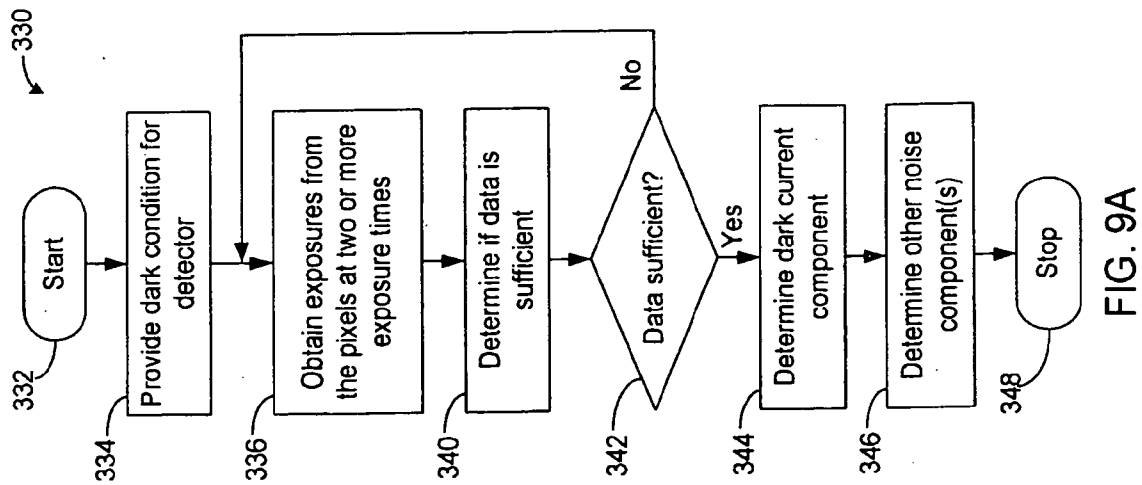 330
332
Start
334
Provide dark condition for
detector
336
Obtain exposures from
the pixels at two or more
exposure times
340
Determine if data is
sufficient
342
Data sufficient?
No
Yes
344
Determine dark current
component
346
Determine other noise
component(s)
348
Stop
FIG. 9A